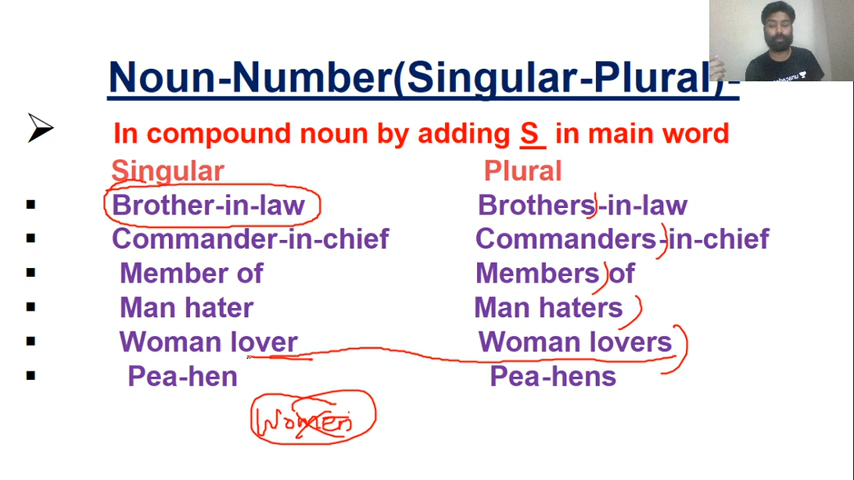 Noun-Number(Singular-Plural)-
In compound noun by adding S in main word
Singular Plural
Brother-in-law Brothers-in-law
Commander-in-chief Commanders-in-chief
Member of Members of
Man hater Man haters
Woman lover Woman lovers
Pea-hen Pea-hens
Women